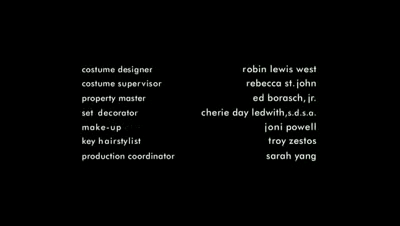 costume designer robin lewis west
costume supervisor rebecca st. john
property master ed borasch, jr.
set decorator cherie day ledwith, s.d.s.a.
make-up joni powell
key hairstylist troy zestos
production coordinator sarah yang